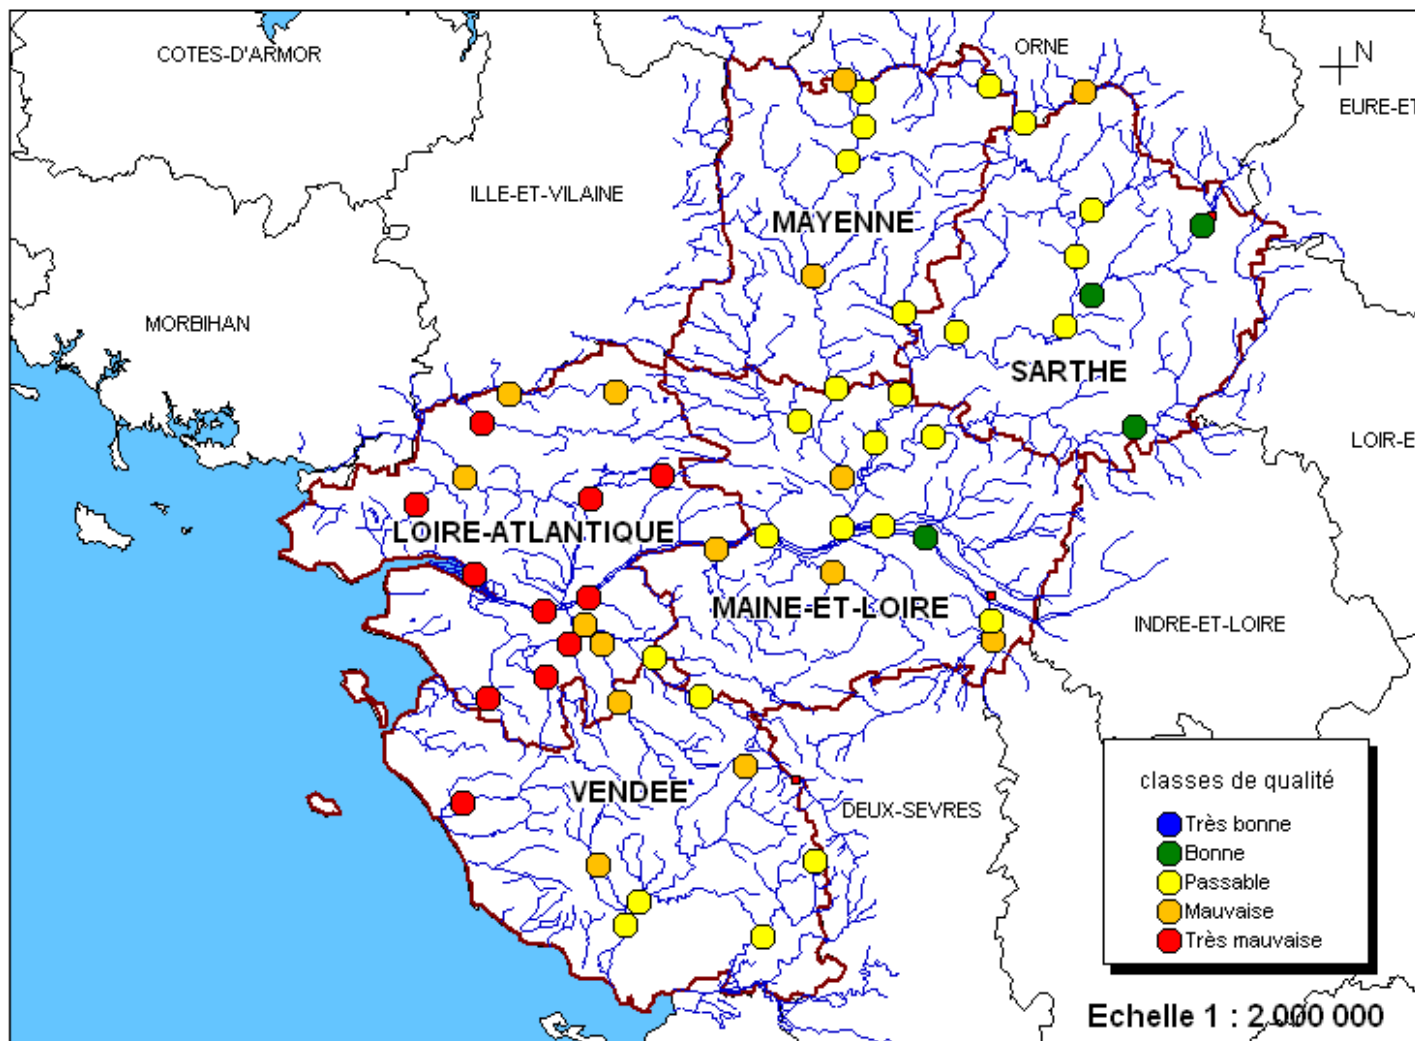 COTES-D'ARMOR
ORNE
N
EURE-ET
ILLE-ET-VILAINE
MAYENNE
MORBIHAN
SARTHE
LOIR-E
LOIRE-ATLANTIQUE
MAINE-ET-LOIRE
INDRE-ET-LOIRE
VENDEE
DEUX-SEVRES
classes de qualité
Très bonne
Bonne
Passable
Mauvaise
Très mauvaise
Echelle 1 : 2 000 000